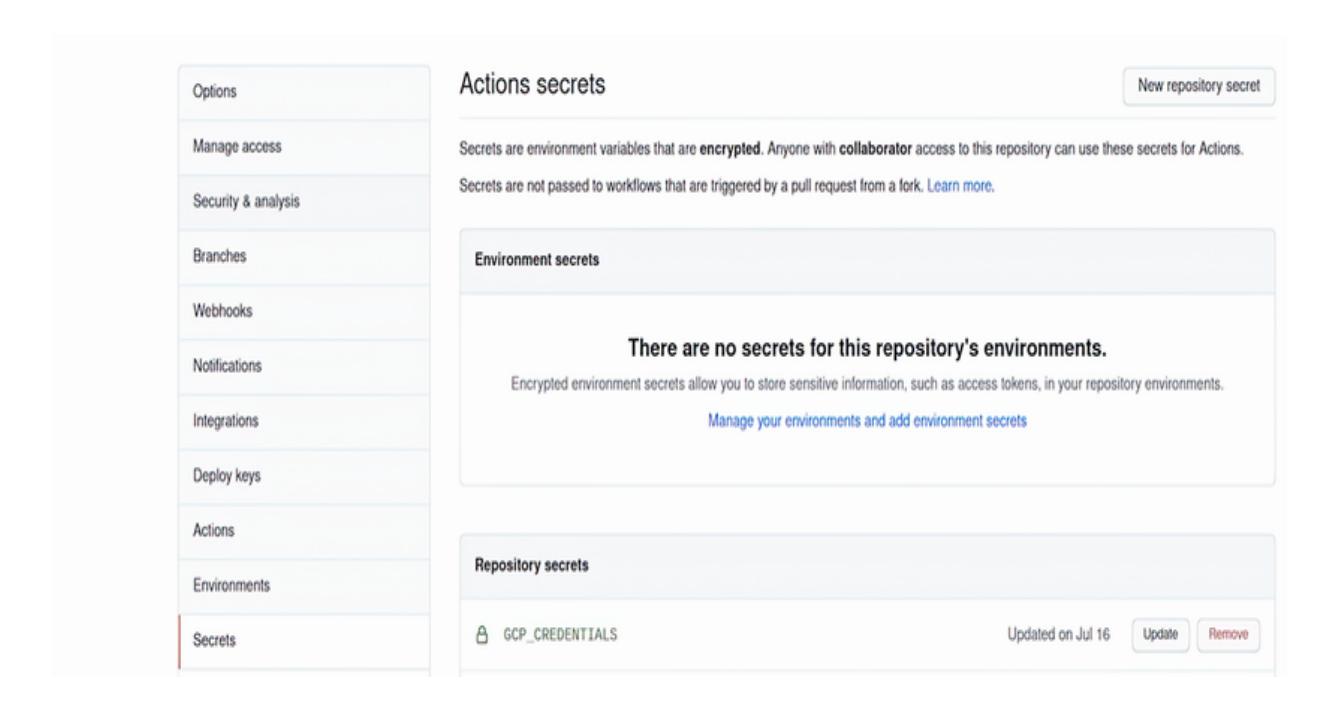 Options
Manage access
Security & analysis
Branches
Webhooks
Notifications
Integrations
Deploy keys
Actions
Environments
Secrets
Actions secrets
New repository secret
Secrets are environment variables that are encrypted. Anyone with collaborator access to this repository can use these secrets for Actions.
Secrets are not passed to workflows that are triggered by a pull request from a fork. Learn more.
Environment secrets
There are no secrets for this repository's environments.
Encrypted environment secrets allow you to store sensitive information, such as access tokens, in your repository environments.
Manage your environments and add environment secrets
Repository secrets
GCP_CREDENTIALS Updated on Jul 16 Update Remove